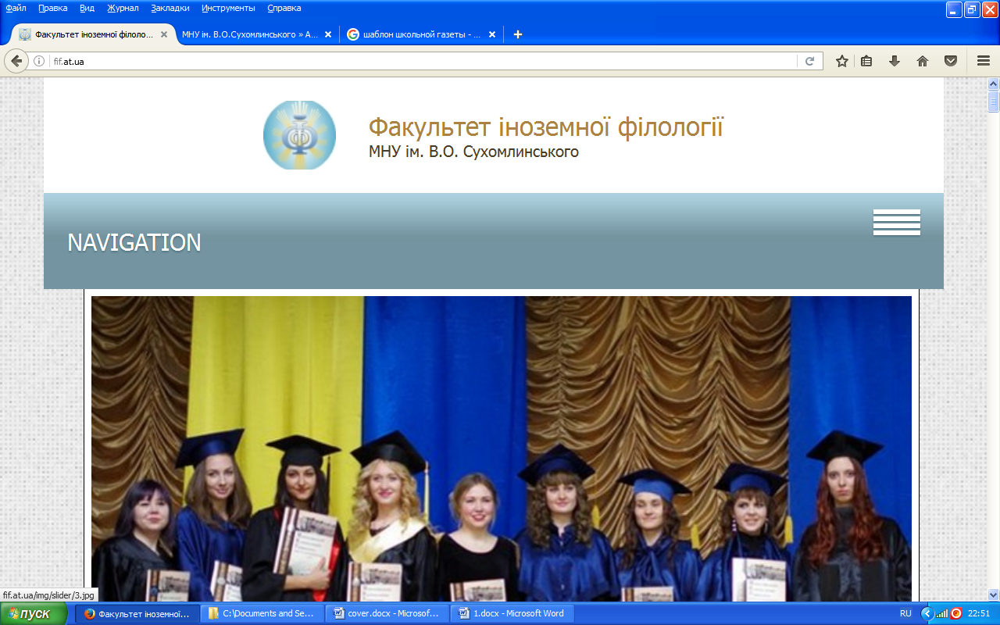 Файл Правка Вид Журнал Закладки Инструменты Справка
Факультет іноземної філоло... МНУ ім. В.О.Сухомлинського » А... шаблон школьной газеты - ...
fif.at.ua
Факультет іноземної філології
МНУ ім. В.О. Сухомлинського
NAVIGATION
fif.at.ua/img/slider/3.jpg
пуск Факультет іноземної... C:\Documents and Se... cover.docx - Microsof... 1.docx - Microsoft Word RU 22:51